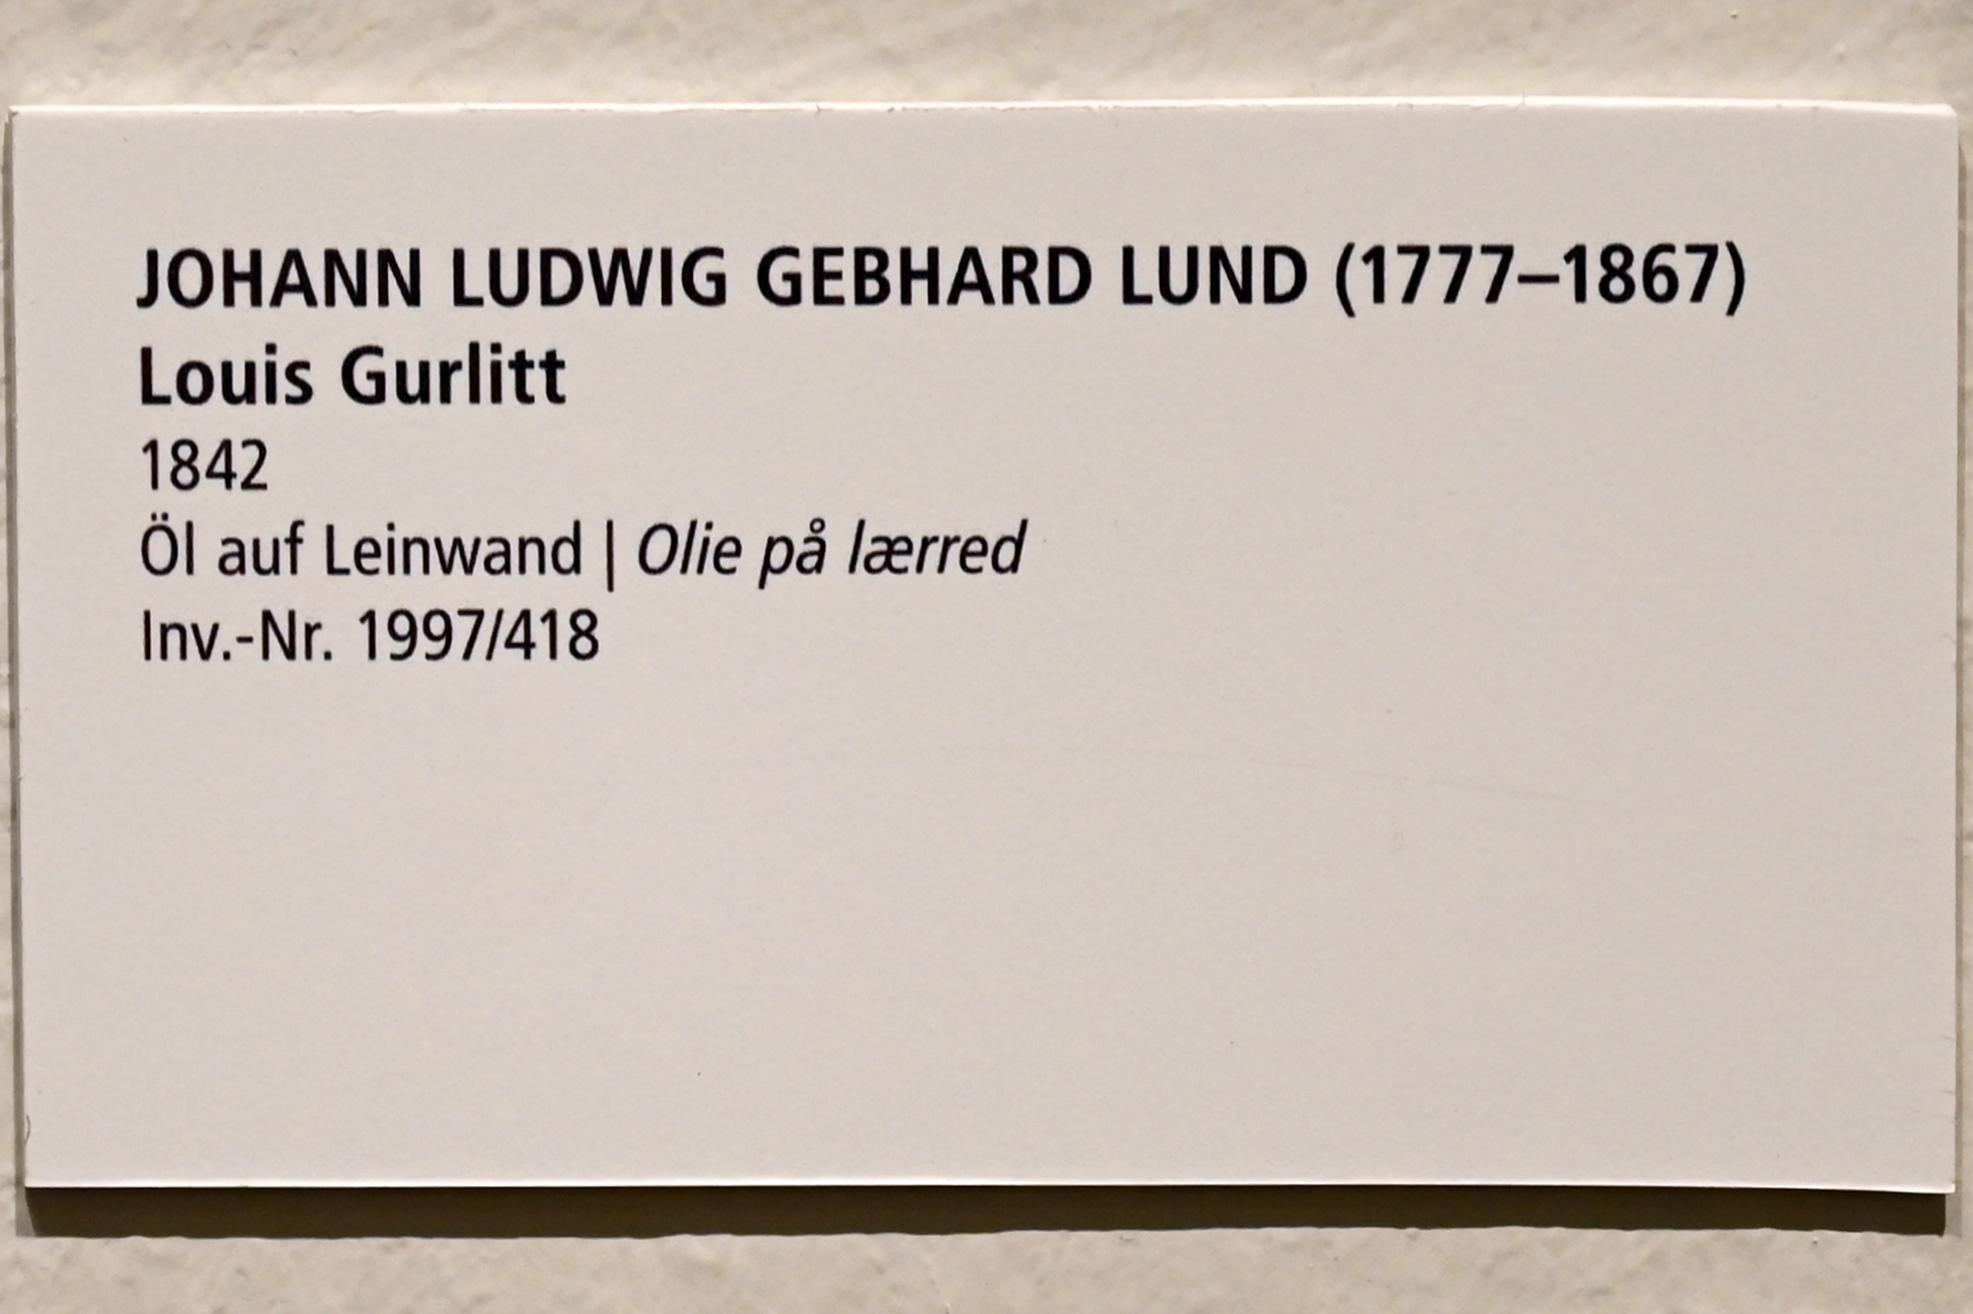 JOHANN LUDWIG GEBHARD LUND (1777–1867)
Louis Gurlitt
1842
Öl auf Leinwand | Olie på lærred
Inv.-Nr. 1997/418